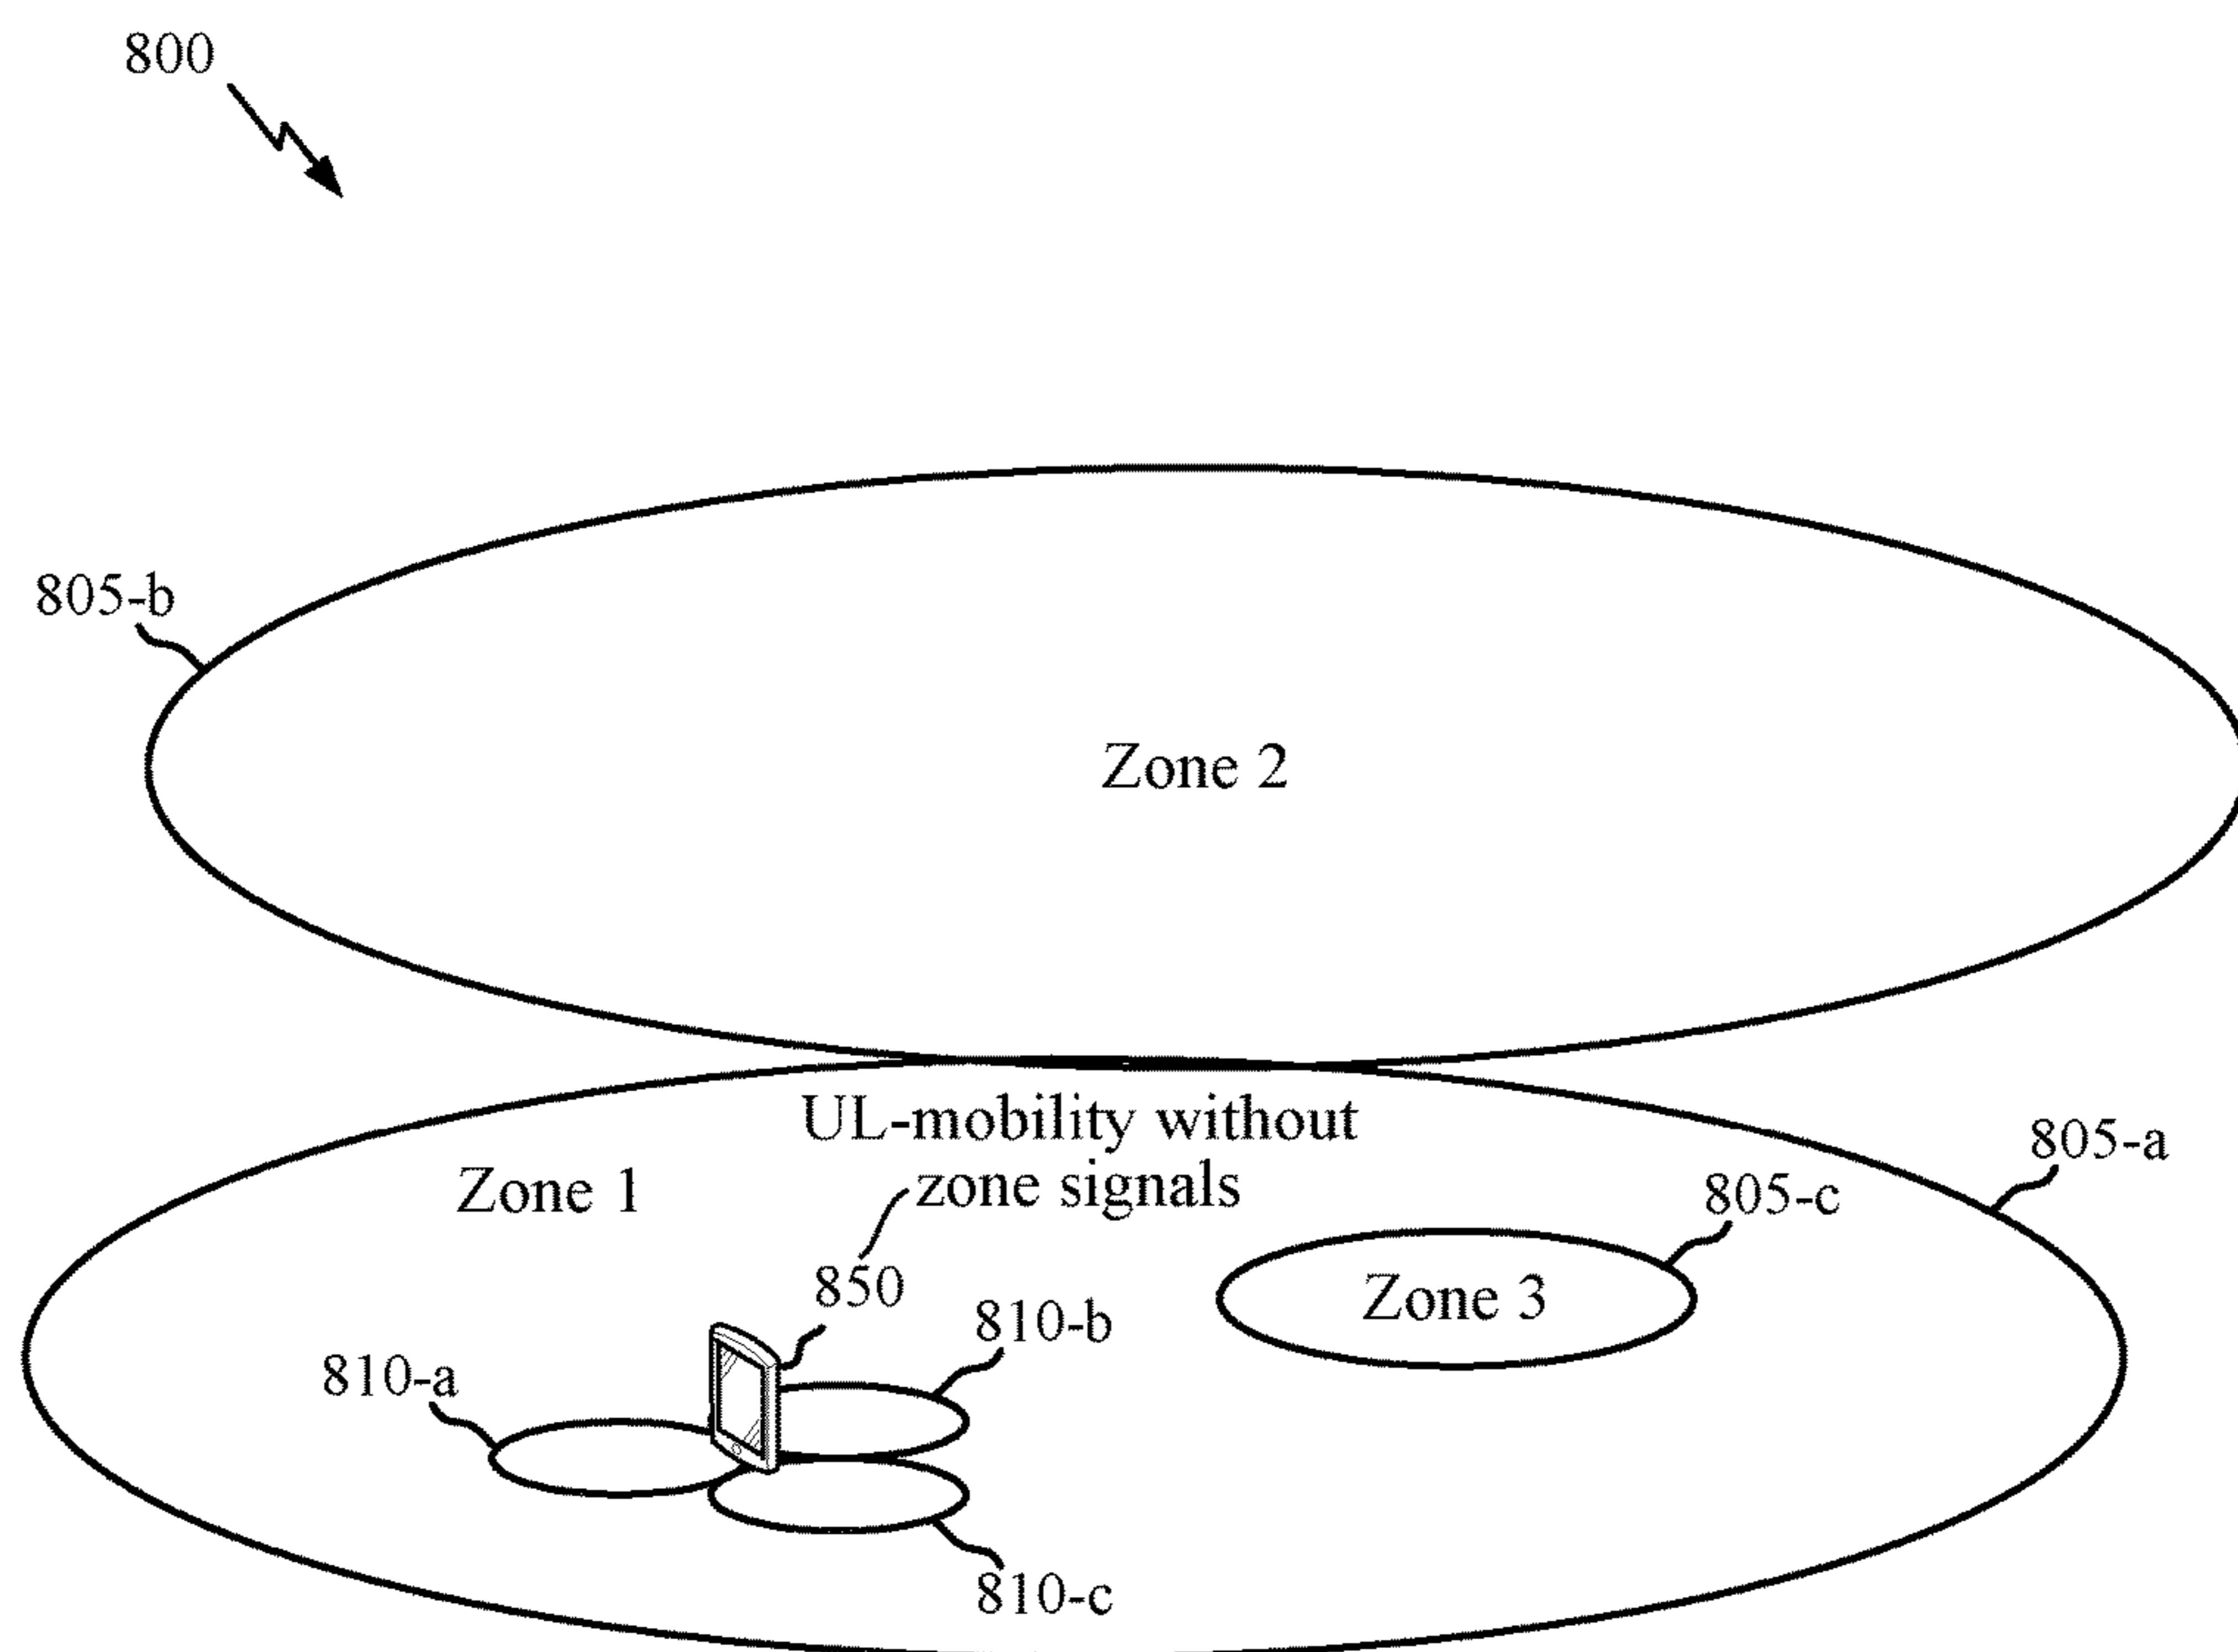 800
805-b
Zone 2
UL-mobility without
zone signals
805-a
Zone 1
805-c
850
Zone 3
810-b
810-a
810-c